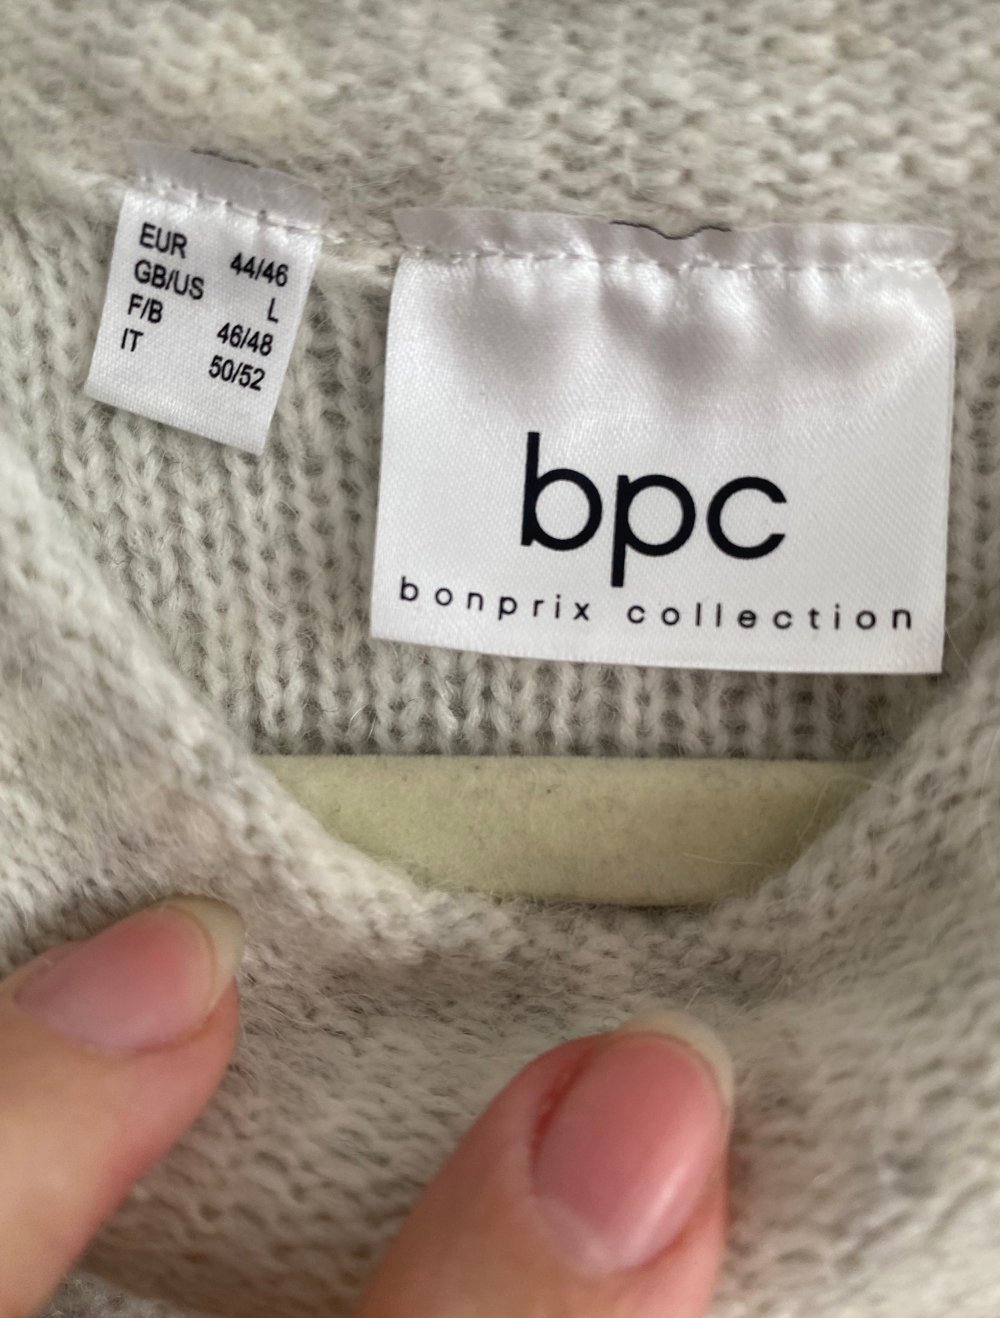 EUR 44/46
GB/US L
F/B 46/48
IT 50/52
bpc
bonprix collection